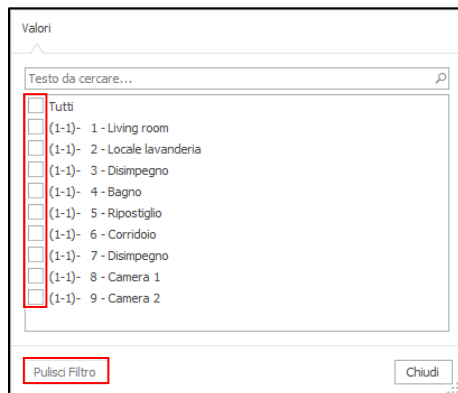 Valori
Testo da cercare...
Tutti
(1-1)- 1 - Living room
(1-1)- 2 - Locale lavanderia
(1-1)- 3 - Disimpegno
(1-1)- 4 - Bagno
(1-1)- 5 - Ripostiglio
(1-1)- 6 - Corridoio
(1-1)- 7 - Disimpegno
(1-1)- 8 - Camera 1
(1-1)- 9 - Camera 2
Pulisci Filtro
Chiudi